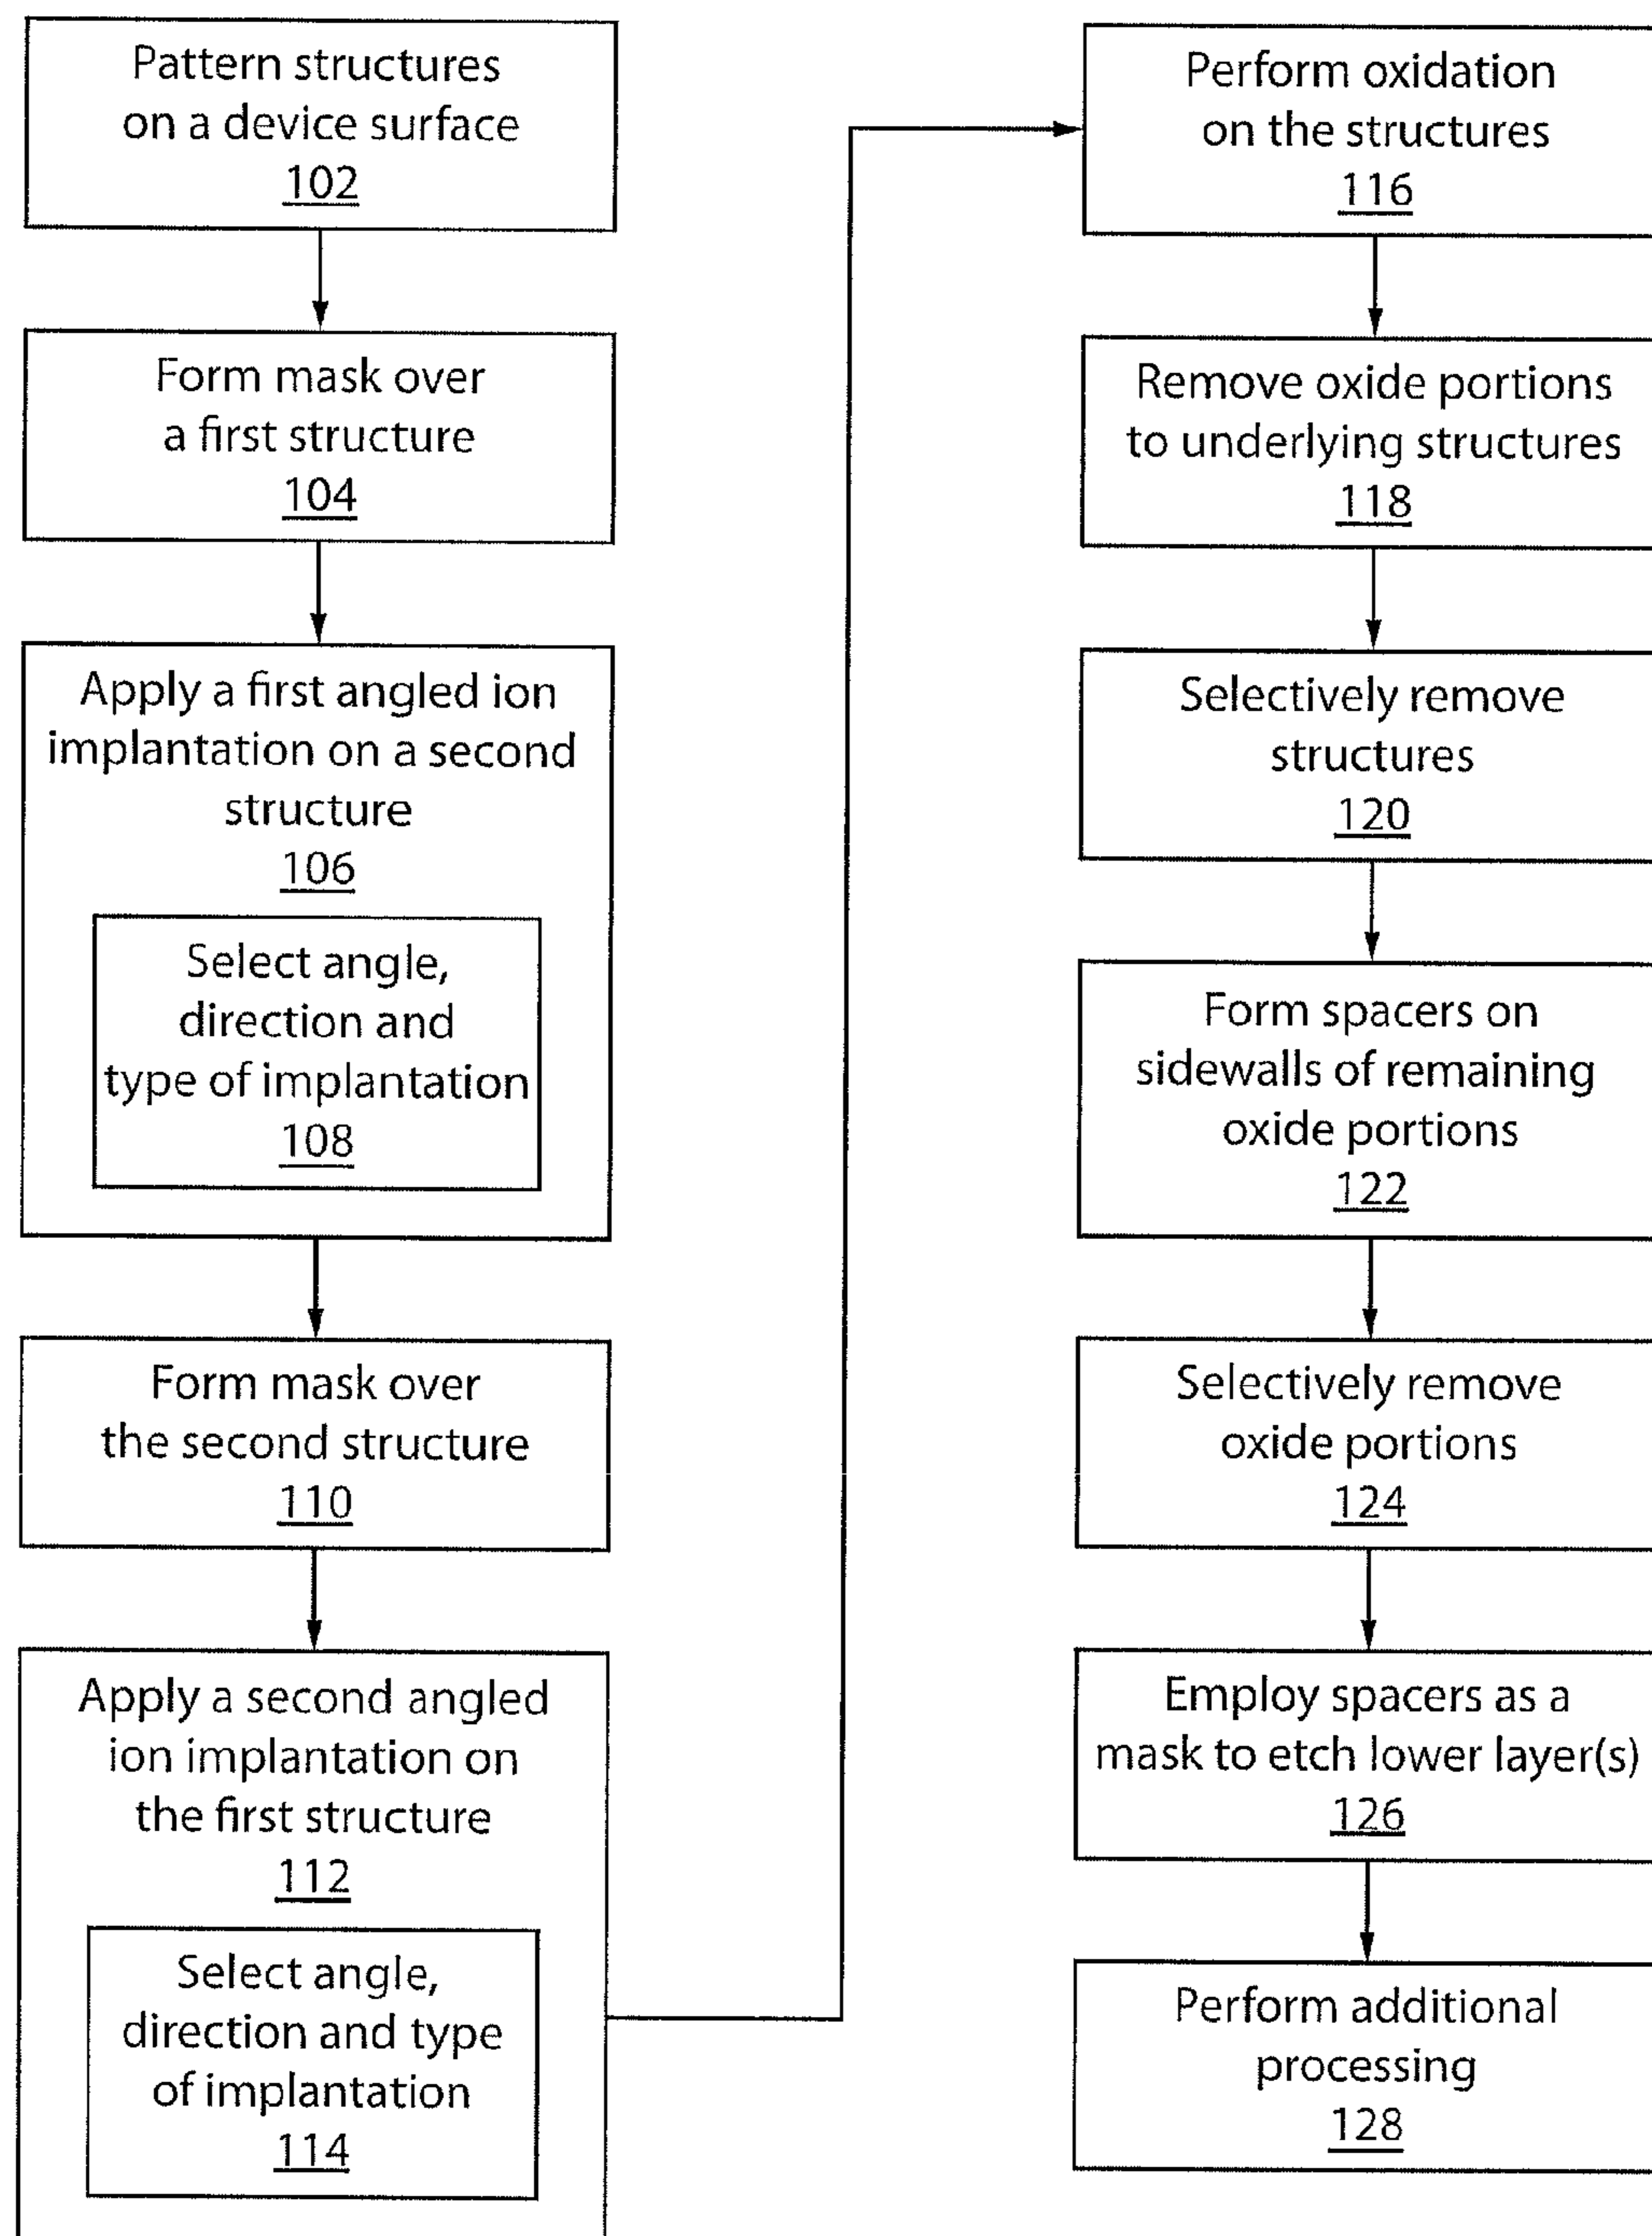 Pattern structures
on a device surface
102
Form mask over
a first structure
104
Apply a first angled ion
implantation on a second
structure
106
Select angle,
direction and
type of implantation
108
Form mask over
the second structure
110
Apply a second angled
ion implantation on
the first structure
112
Select angle,
direction and type
of implantation
114
Perform oxidation
on the structures
116
Remove oxide portions
to underlying structures
118
Selectively remove
structures
120
Form spacers on
sidewalls of remaining
oxide portions
122
Selectively remove
oxide portions
124
Employ spacers as a
mask to etch lower layer(s)
126
Perform additional
processing
128